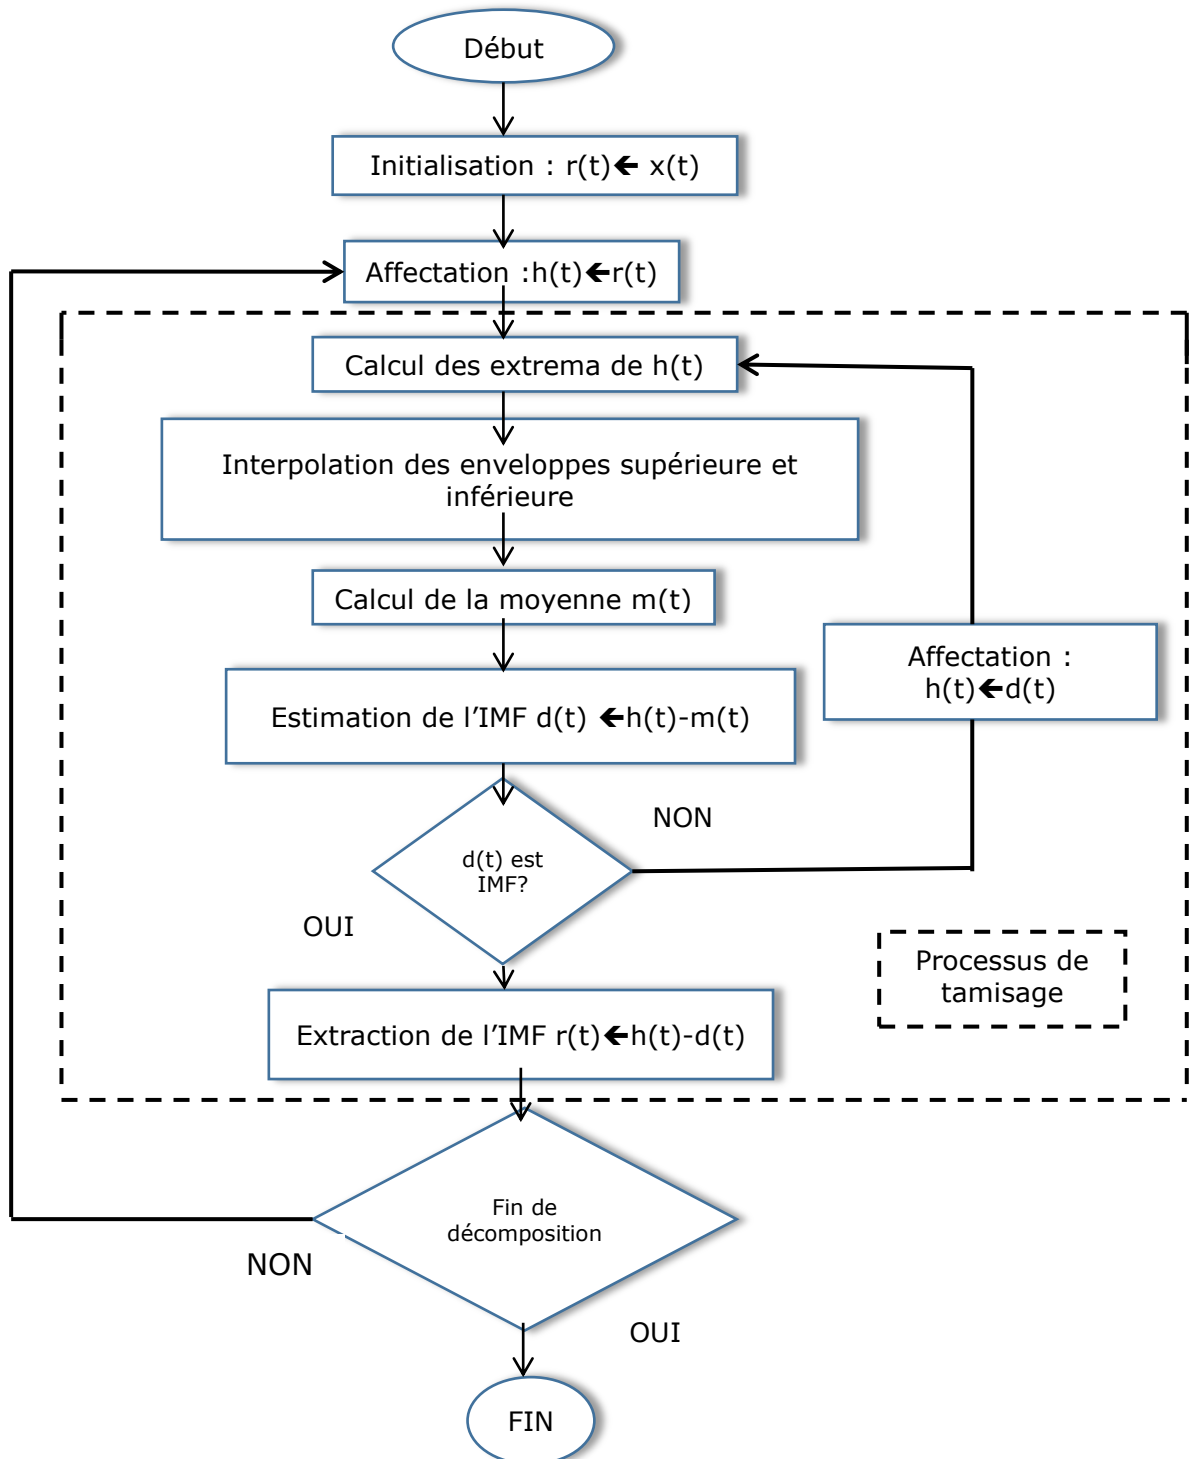 Début
Initialisation : r(t)🡸 x(t)
Affectation :h(t)🡸r(t)
Calcul des extrema de h(t)
Interpolation des enveloppes supérieure et
inférieure
Calcul de la moyenne m(t)
Affectation :
h(t)🡸d(t)
Estimation de l’IMF d(t) 🡸h(t)-m(t)
NON
d(t) est
IMF?
OUI
Processus de
tamisage
Extraction de l’IMF r(t)🡸h(t)-d(t)
Fin de
décomposition
NON
OUI
FIN